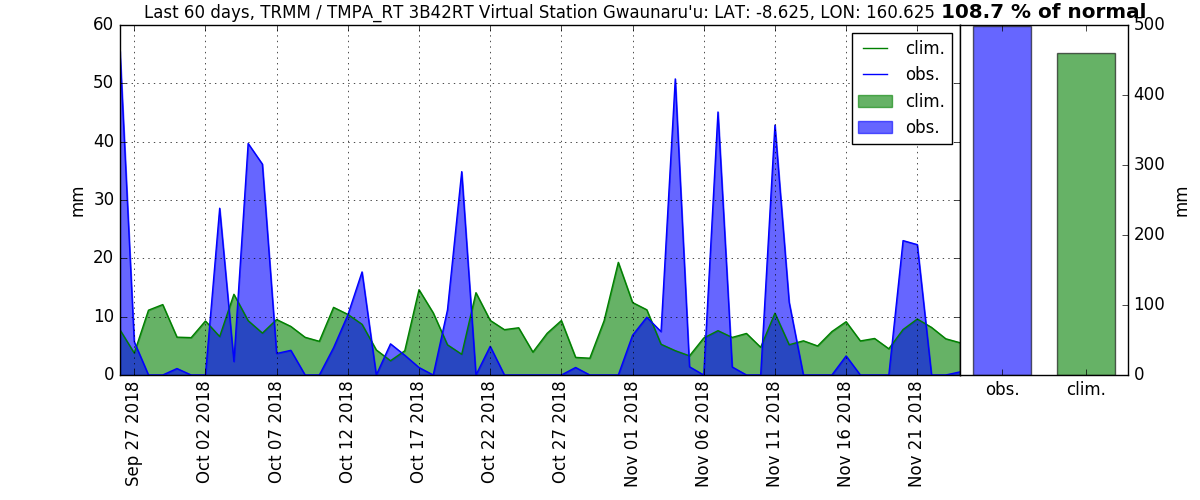 Last 60 days, TRMM / TMPA_RT 3B42RT Virtual Station Gwaunaru'u: LAT: -8.625, LON: 160.625 108.7 % of normal
60
50
40
30
20
10
0
mm
clim.
obs.
clim.
obs.
Sep 27 2018
Oct 02 2018
Oct 07 2018
Oct 12 2018
Oct 17 2018
Oct 22 2018
Oct 27 2018
Nov 01 2018
Nov 06 2018
Nov 11 2018
Nov 16 2018
Nov 21 2018
500
400
300
200
100
0
mm
obs. clim.